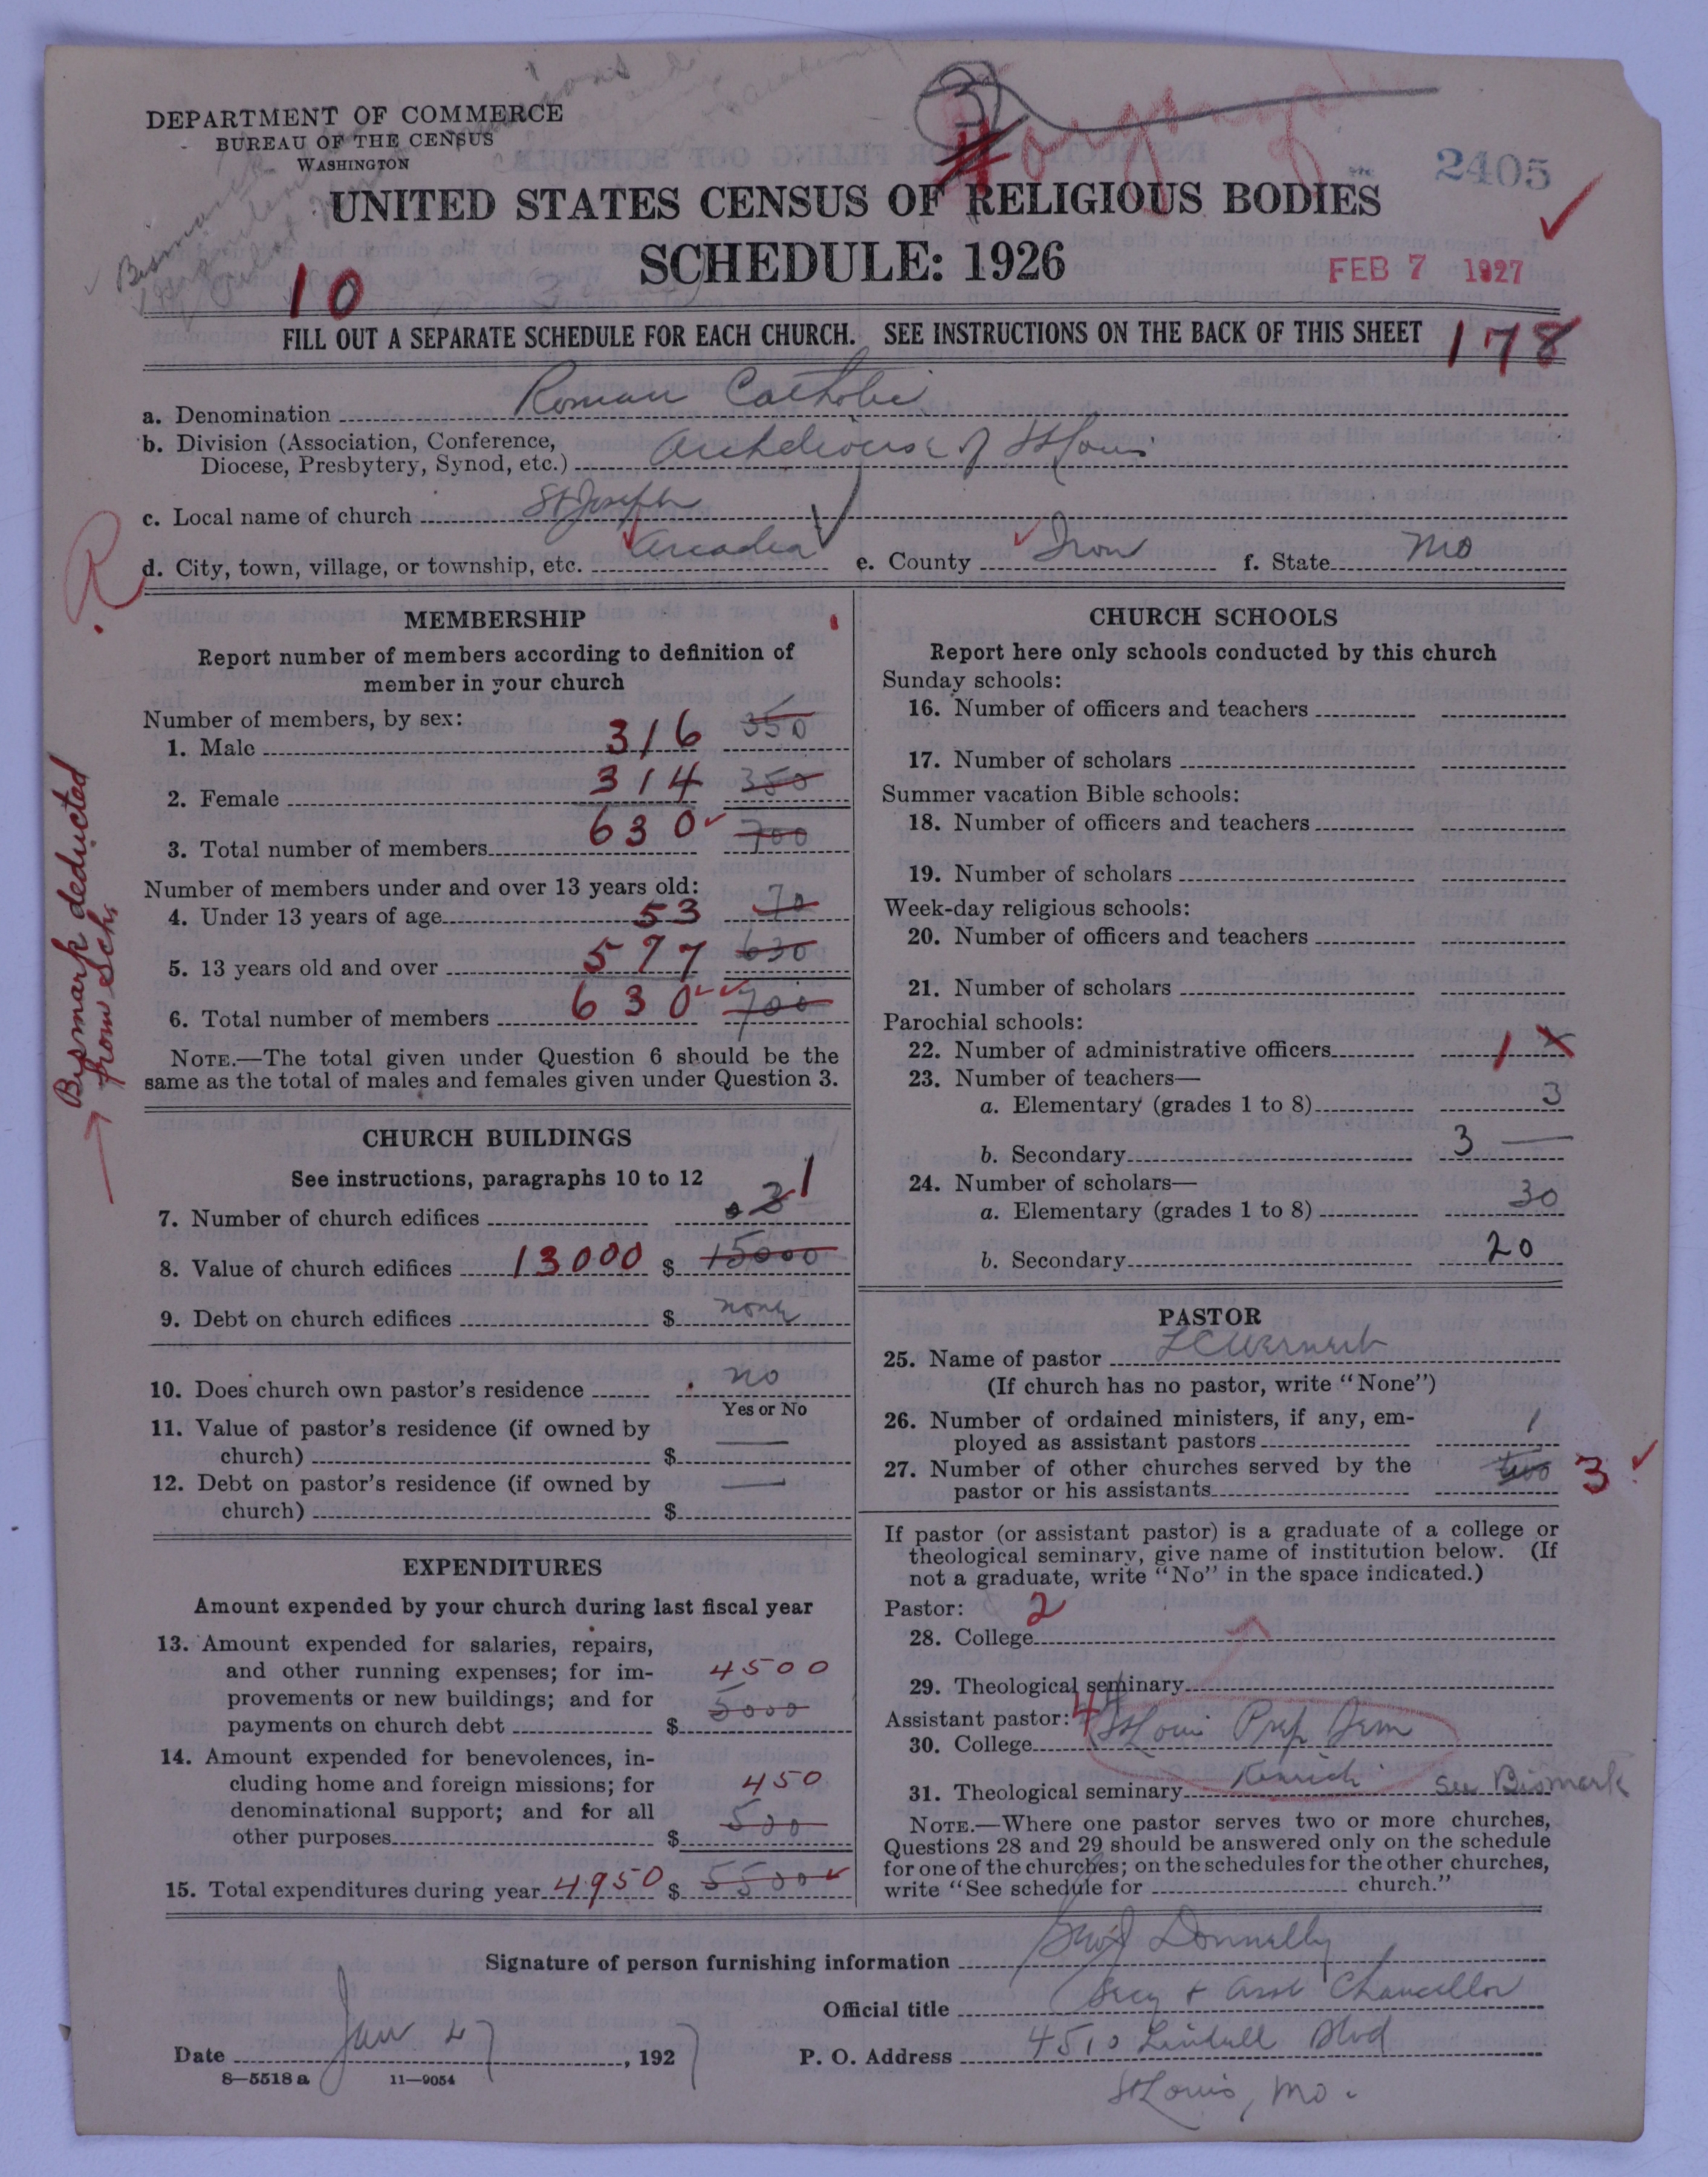 DEPARTMENT OF COMMERCE
BUREAU OF THE CENSUS
WASHINGTON
2405
UNITED STATES CENSUS OF RELIGIOUS BODIES
SCHEDULE: 1926
FEB 7 1927
Bismarck
10
FILL OUT A SEPARATE SCHEDULE FOR EACH CHURCH. SEE INSTRUCTIONS ON THE BACK OF THIS SHEET
178
a. Denomination Roman Catholic
b. Division (Association, Conference,
Diocese, Presbytery, Synod, etc.) Archdiocese of St Louis
c. Local name of church St Joseph
d. City, town, village, or township, etc. Arcadia e. County Iron f. State Mo
R
MEMBERSHIP
Report number of members according to definition of
member in your church
Number of members, by sex:
1. Male 316 350
2. Female 314 350
3. Total number of members 630 700
Number of members under and over 13 years old:
4. Under 13 years of age 53 70
5. 13 years old and over 577 630
6. Total number of members 630 700
NOTE.—The total given under Question 6 should be the
same as the total of males and females given under Question 3.
Bismark deducted
from Sch.
CHURCH BUILDINGS
See instructions, paragraphs 10 to 12
7. Number of church edifices 2 1
8. Value of church edifices 13000 $ 15000
9. Debt on church edifices $ none
10. Does church own pastor's residence no
Yes or No
11. Value of pastor's residence (if owned by
church) $ —
12. Debt on pastor's residence (if owned by
church) $ —
EXPENDITURES
Amount expended by your church during last fiscal year
13. Amount expended for salaries, repairs,
and other running expenses; for im-
provements or new buildings; and for
payments on church debt $ 4500 5000
14. Amount expended for benevolences, in-
cluding home and foreign missions; for
denominational support; and for all
other purposes $ 450 500
15. Total expenditures during year 4950 $ 5500
CHURCH SCHOOLS
Report here only schools conducted by this church
Sunday schools:
16. Number of officers and teachers
17. Number of scholars
Summer vacation Bible schools:
18. Number of officers and teachers
19. Number of scholars
Week-day religious schools:
20. Number of officers and teachers
21. Number of scholars
Parochial schools:
22. Number of administrative officers 1 X
23. Number of teachers—
a. Elementary (grades 1 to 8) 3
b. Secondary 3 —
24. Number of scholars—
a. Elementary (grades 1 to 8) 30
b. Secondary 20
PASTOR
25. Name of pastor L C Wernert
(If church has no pastor, write "None")
26. Number of ordained ministers, if any, em-
ployed as assistant pastors 1
27. Number of other churches served by the
pastor or his assistants two 3
If pastor (or assistant pastor) is a graduate of a college or
theological seminary, give name of institution below. (If
not a graduate, write "No" in the space indicated.)
Pastor: 2
28. College
29. Theological seminary
Assistant pastor: 4
30. College St Louis Prep Sem
31. Theological seminary Kenrick See Bismark
NOTE.—Where one pastor serves two or more churches,
Questions 28 and 29 should be answered only on the schedule
for one of the churches; on the schedules for the other churches,
write "See schedule for church."
Signature of person furnishing information Geo J Donnelly
Official title Secy & Asst Chancellor
Date Jan 27, 1927 P. O. Address 4510 Lindell Blvd
8—5518 a 11—9054
St Louis, Mo.